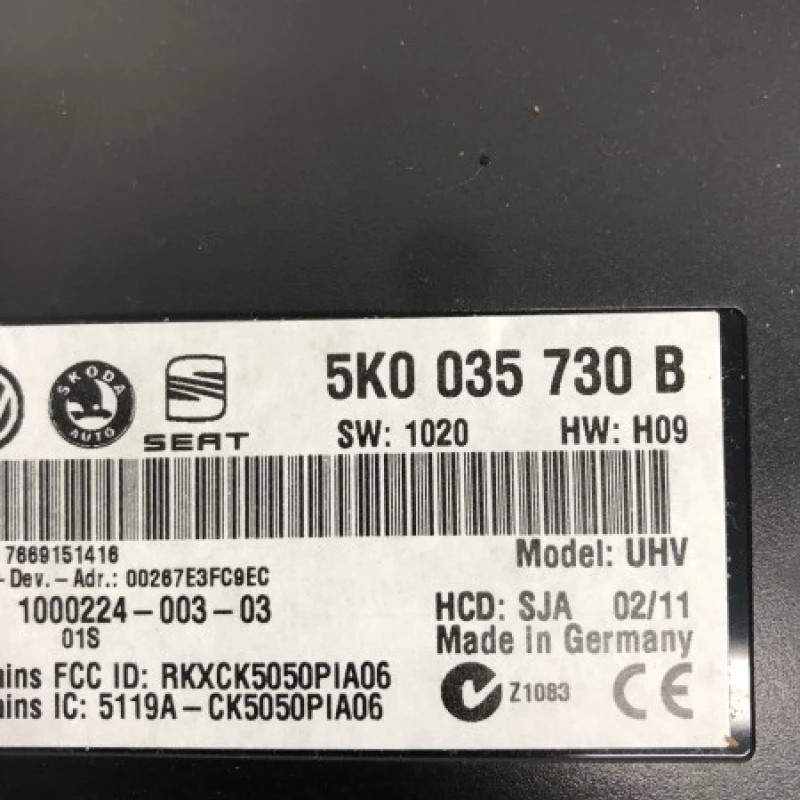 5K0 035 730 B
ŠKODA
AUTO
SEAT
SW: 1020 HW: H09
7669151416
Model: UHV
-Dev.-Adr.: 00267E3FC9EC
1000224-003-03
HCD: SJA 02/11
01S
Made in Germany
ains FCC ID: RKXCK5050PIA06
Z1083 CE
ains IC: 5119A-CK5050PIA06